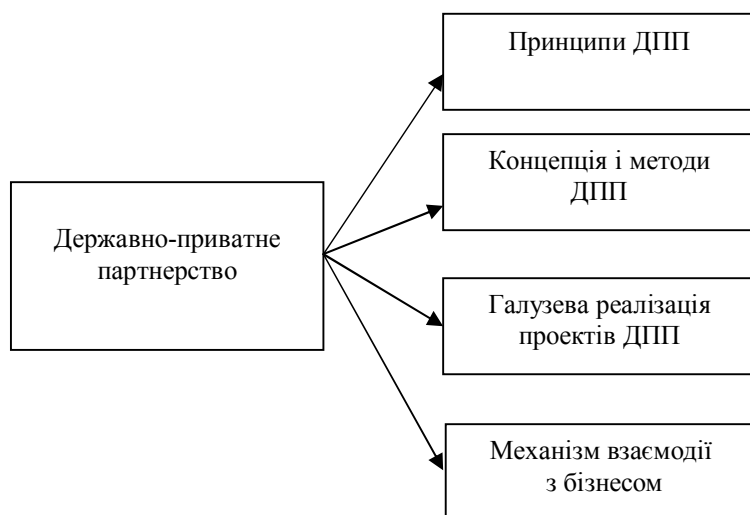 Принципи ДПП
Концепція і методи
ДПП
Державно-приватне
партнерство
Галузева реалізація
проектів ДПП
Механізм взаємодії
з бізнесом